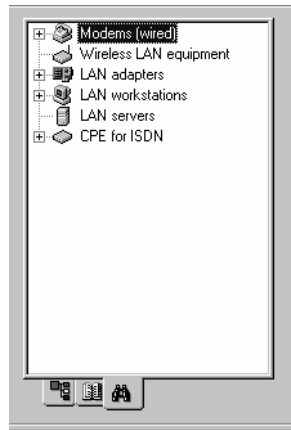 Modems (wired)
Wireless LAN equipment
LAN adapters
LAN workstations
LAN servers
CPE for ISDN